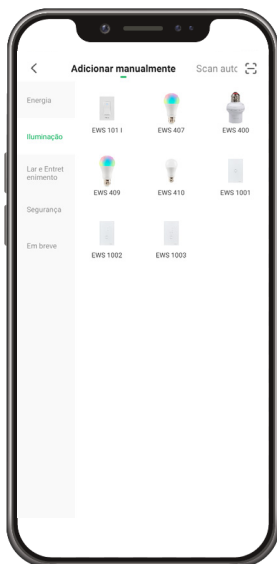 Adicionar manualmente Scan autc
Energia
EWS 101 I EWS 407 EWS 400
Iluminação
Lar e Entret
enimento
EWS 409 EWS 410 EWS 1001
Segurança
Em breve
EWS 1002 EWS 1003